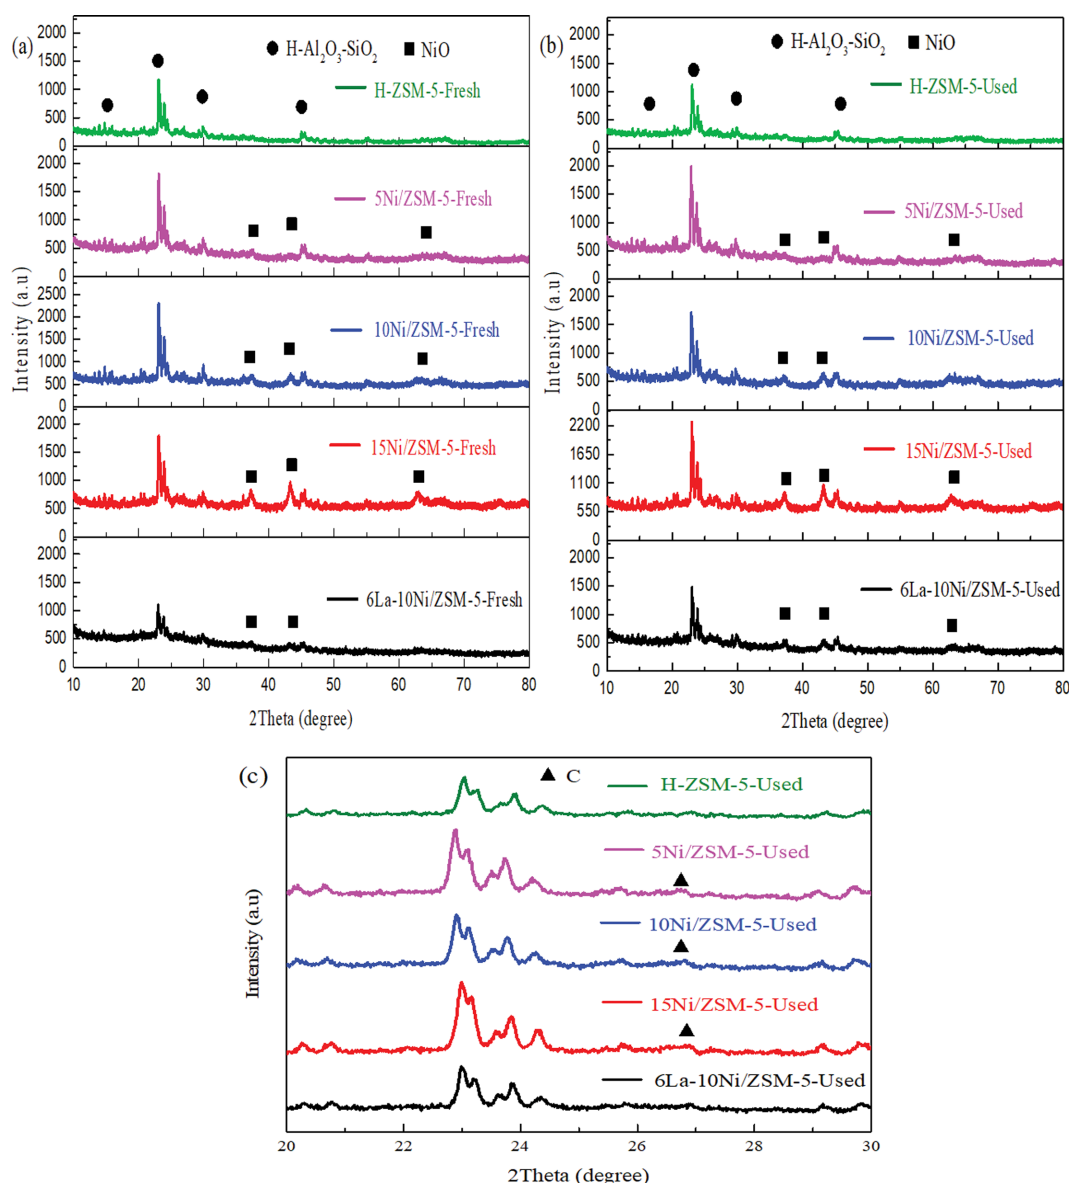 (a)
H-Al2O3-SiO2
NiO
H-ZSM-5-Fresh
2000
1500
1000
500
0
5Ni/ZSM-5-Fresh
2000
1500
1000
500
0
10Ni/ZSM-5-Fresh
2500
2000
1500
1000
500
0
15Ni/ZSM-5-Fresh
2000
1500
1000
500
0
6La-10Ni/ZSM-5-Fresh
2000
1500
1000
500
0
Intensity (a.u)
10 20 30 40 50 60 70 80
2Theta (degree)
(b)
H-Al2O3-SiO2
NiO
H-ZSM-5-Used
2000
1500
1000
500
0
5Ni/ZSM-5-Used
2000
1500
1000
500
0
10Ni/ZSM-5-Used
2000
1500
1000
500
0
15Ni/ZSM-5-Used
2200
1650
1100
550
0
6La-10Ni/ZSM-5-Used
2000
1500
1000
500
0
Intensity (a.u)
10 20 30 40 50 60 70 80
2Theta (degree)
(c)
C
H-ZSM-5-Used
5Ni/ZSM-5-Used
10Ni/ZSM-5-Used
15Ni/ZSM-5-Used
6La-10Ni/ZSM-5-Used
Intensity (a.u)
20 22 24 26 28 30
2Theta (degree)